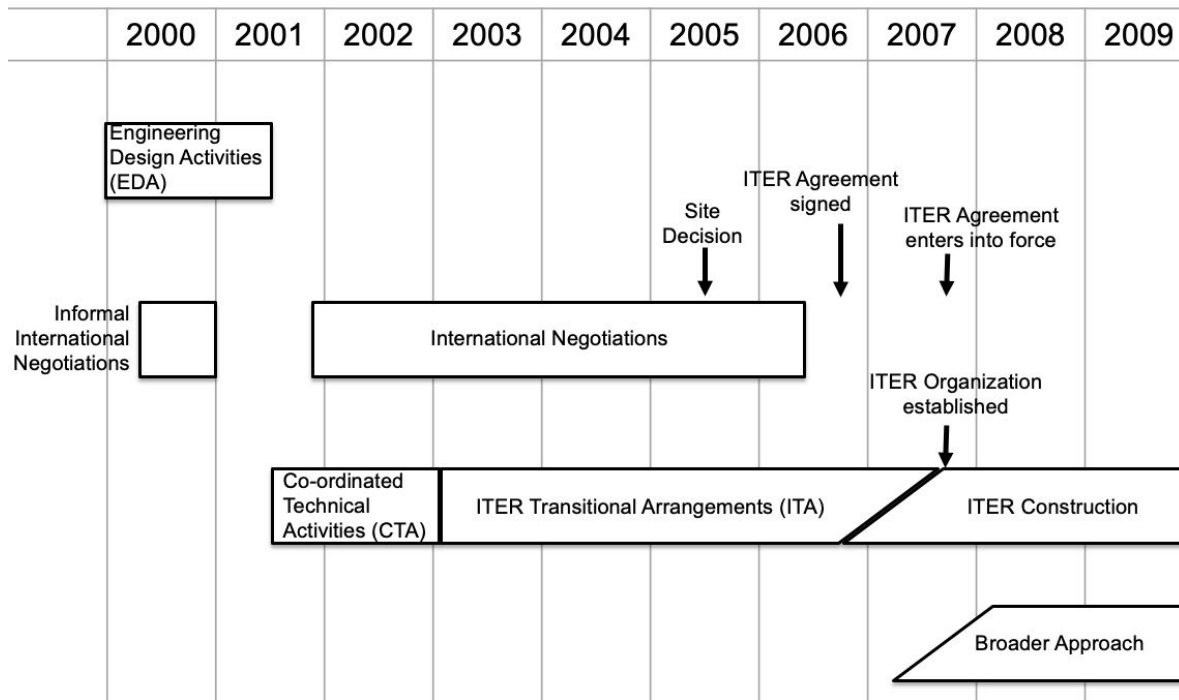 2000 2001 2002 2003 2004 2005 2006 2007 2008 2009
Engineering
Design Activities
(EDA)
ITER Agreement
signed
Site
Decision
ITER Agreement
enters into force
Informal
International
Negotiations
International Negotiations
ITER Organization
established
Co-ordinated
Technical
Activities (CTA)
ITER Transitional Arrangements (ITA)
ITER Construction
Broader Approach